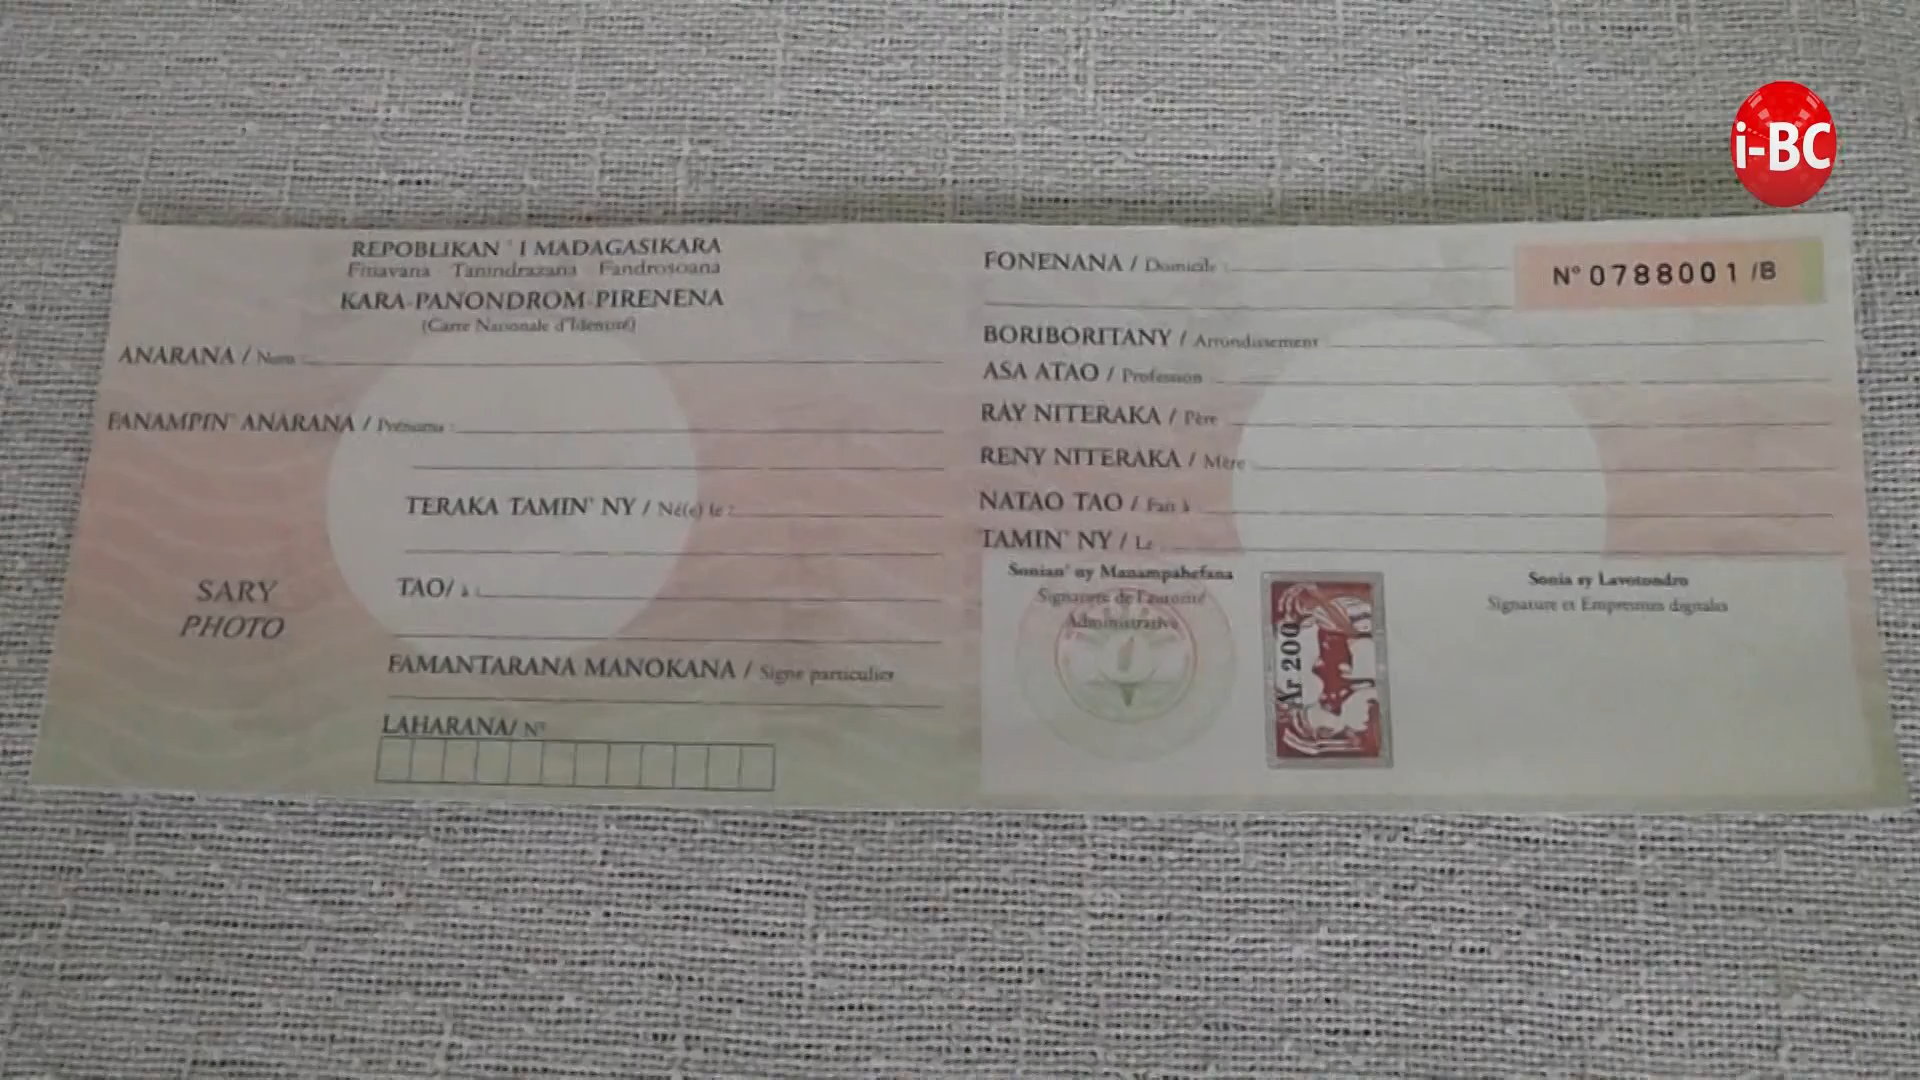 i-BC
REPOBLIKAN ' I MADAGASIKARA
Fitiavana Tanindrazana Fandrosoana
KARA-PANONDROM-PIRENENA
(Carte Nationale d'Identité)
ANARANA / Nom :
FANAMPIN' ANARANA / Prénoms :
TERAKA TAMIN' NY / Né(e) le :
TAO/ à :
SARY
PHOTO
FAMANTARANA MANOKANA / Signe particulier
LAHARANA/ N°
FONENANA / Domicile :
N° 0788001 /B
BORIBORITANY / Arrondissement
ASA ATAO / Profession
RAY NITERAKA / Père
RENY NITERAKA / Mère
NATAO TAO / Fait à
TAMIN' NY / Le
Sonian' ny Manampahefana
Signature de l'autorité
Administrative
Ar 200
Sonia sy Lavotondro
Signature et Empreintes digitales